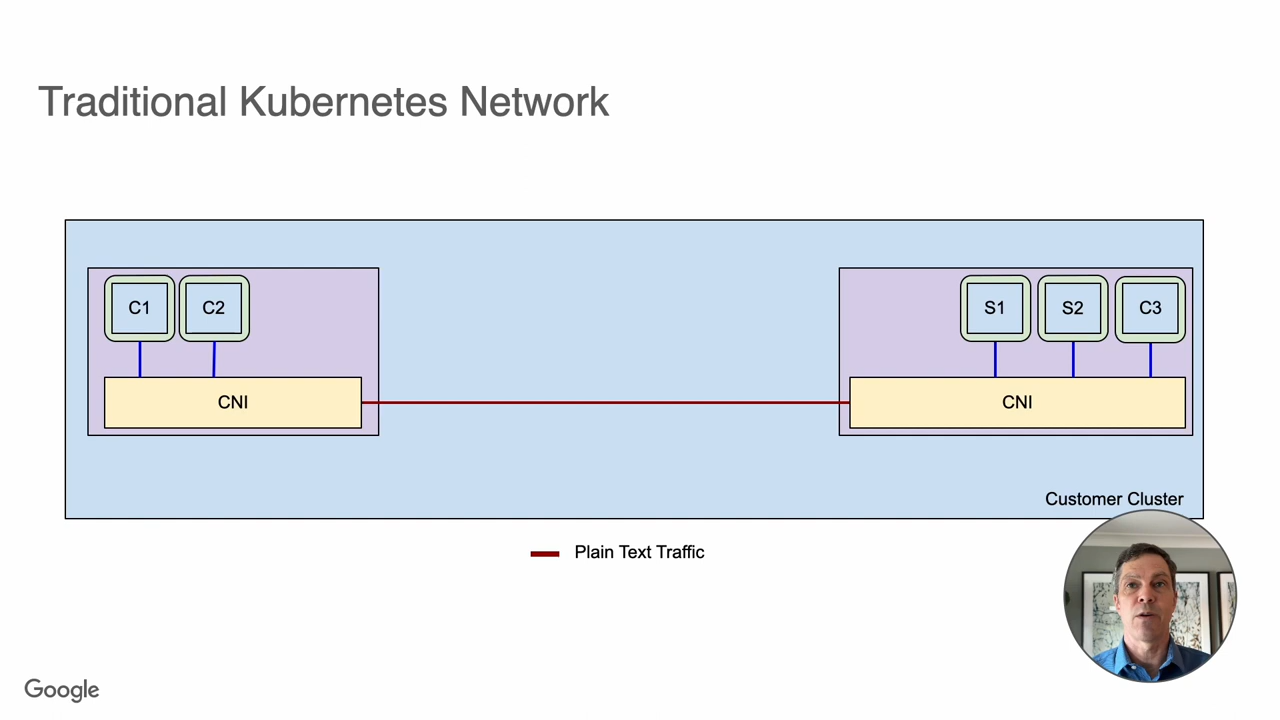 Traditional Kubernetes Network
C1
C2
S1
S2
C3
CNI
CNI
Customer Cluster
Plain Text Traffic
Google